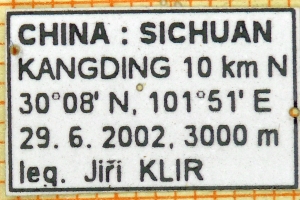 CHINA : SICHUAN
KANGDING 10 km N
30°08' N, 101°51' E
29. 6. 2002, 3000 m
leg. Jiří KLIR